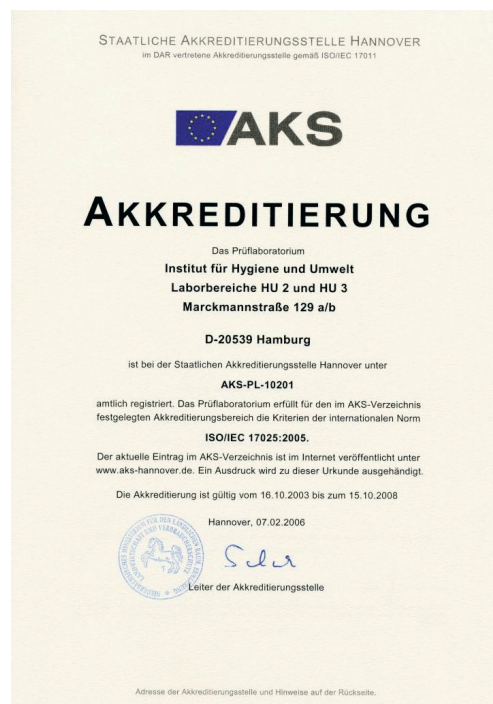 STAATLICHE AKKREDITIERUNGSSTELLE HANNOVER
im DAR vertretene Akkreditierungsstelle gemäß ISO/IEC 17011
AKS
AKKREDITIERUNG
Das Prüflaboratorium
Institut für Hygiene und Umwelt
Laborbereiche HU 2 und HU 3
Marckmannstraße 129 a/b
D-20539 Hamburg
ist bei der Staatlichen Akkreditierungsstelle Hannover unter
AKS-PL-10201
amtlich registriert. Das Prüflaboratorium erfüllt für den im AKS-Verzeichnis
festgelegten Akkreditierungsbereich die Kriterien der internationalen Norm
ISO/IEC 17025:2005.
Der aktuelle Eintrag im AKS-Verzeichnis ist im Internet veröffentlicht unter
www.aks-hannover.de. Ein Ausdruck wird zu dieser Urkunde ausgehändigt.
Die Akkreditierung ist gültig vom 16.10.2003 bis zum 15.10.2008
Hannover, 07.02.2006
Leiter der Akkreditierungsstelle
Adresse der Akkreditierungsstelle und Hinweise auf der Rückseite.